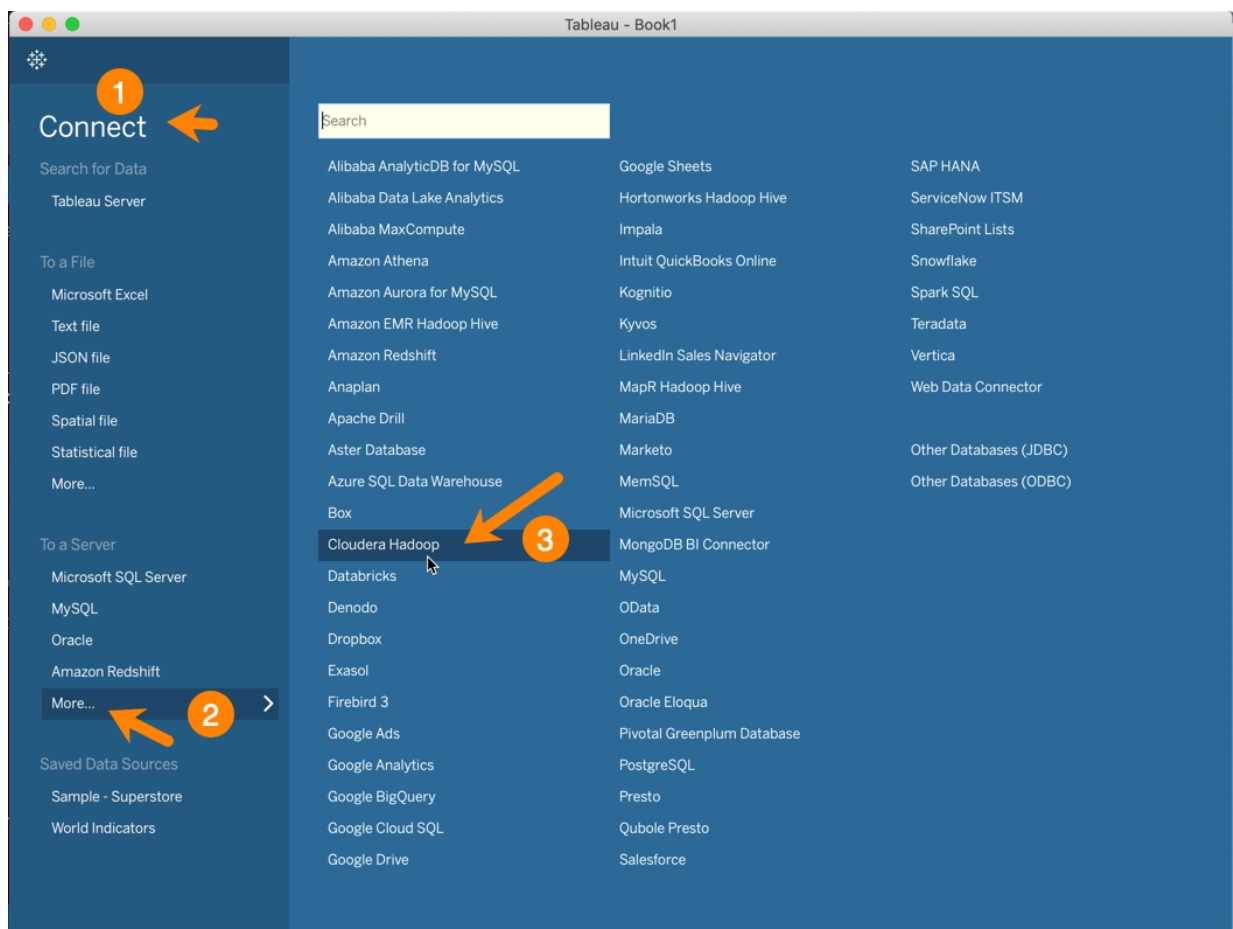 Tableau - Book1
1
Connect
Search for Data
Tableau Server
To a File
Microsoft Excel
Text file
JSON file
PDF file
Spatial file
Statistical file
More...
To a Server
Microsoft SQL Server
MySQL
Oracle
Amazon Redshift
More...
2
Saved Data Sources
Sample - Superstore
World Indicators
Search
Alibaba AnalyticDB for MySQL
Alibaba Data Lake Analytics
Alibaba MaxCompute
Amazon Athena
Amazon Aurora for MySQL
Amazon EMR Hadoop Hive
Amazon Redshift
Anaplan
Apache Drill
Aster Database
Azure SQL Data Warehouse
Box
Cloudera Hadoop
3
Databricks
Denodo
Dropbox
Exasol
Firebird 3
Google Ads
Google Analytics
Google BigQuery
Google Cloud SQL
Google Drive
Google Sheets
Hortonworks Hadoop Hive
Impala
Intuit QuickBooks Online
Kognitio
Kyvos
LinkedIn Sales Navigator
MapR Hadoop Hive
MariaDB
Marketo
MemSQL
Microsoft SQL Server
MongoDB BI Connector
MySQL
OData
OneDrive
Oracle
Oracle Eloqua
Pivotal Greenplum Database
PostgreSQL
Presto
Qubole Presto
Salesforce
SAP HANA
ServiceNow ITSM
SharePoint Lists
Snowflake
Spark SQL
Teradata
Vertica
Web Data Connector
Other Databases (JDBC)
Other Databases (ODBC)